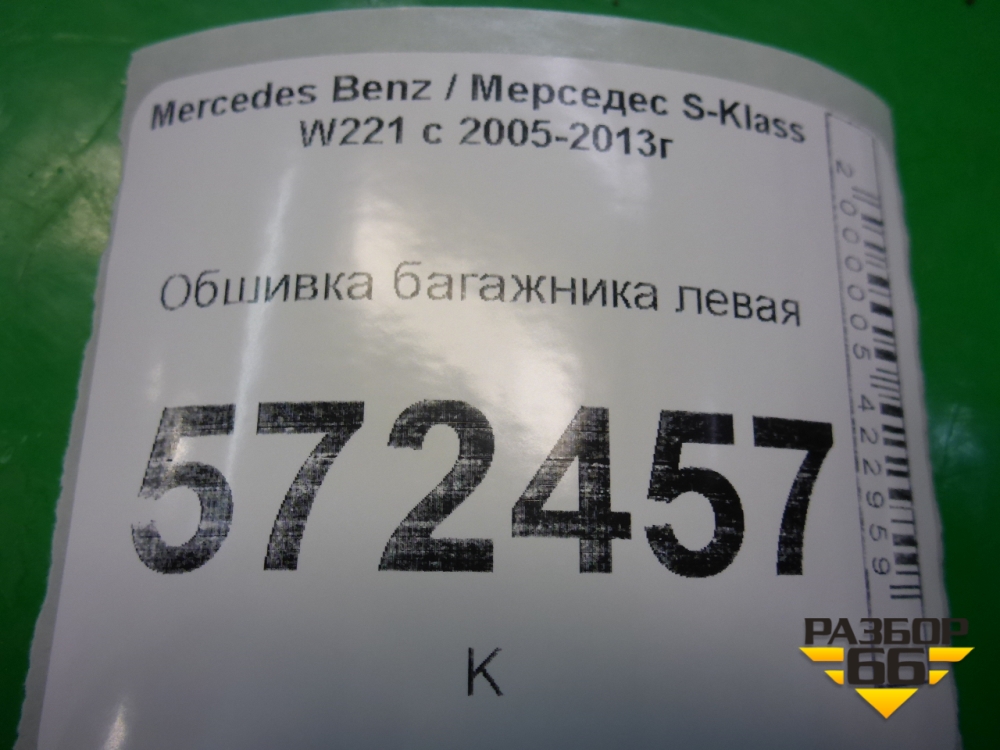 Mercedes Benz / Мерседес S-Klass
W221 с 2005-2013г
Обшивка багажника левая
572457
К
2000005422959
РАЗБОР
66